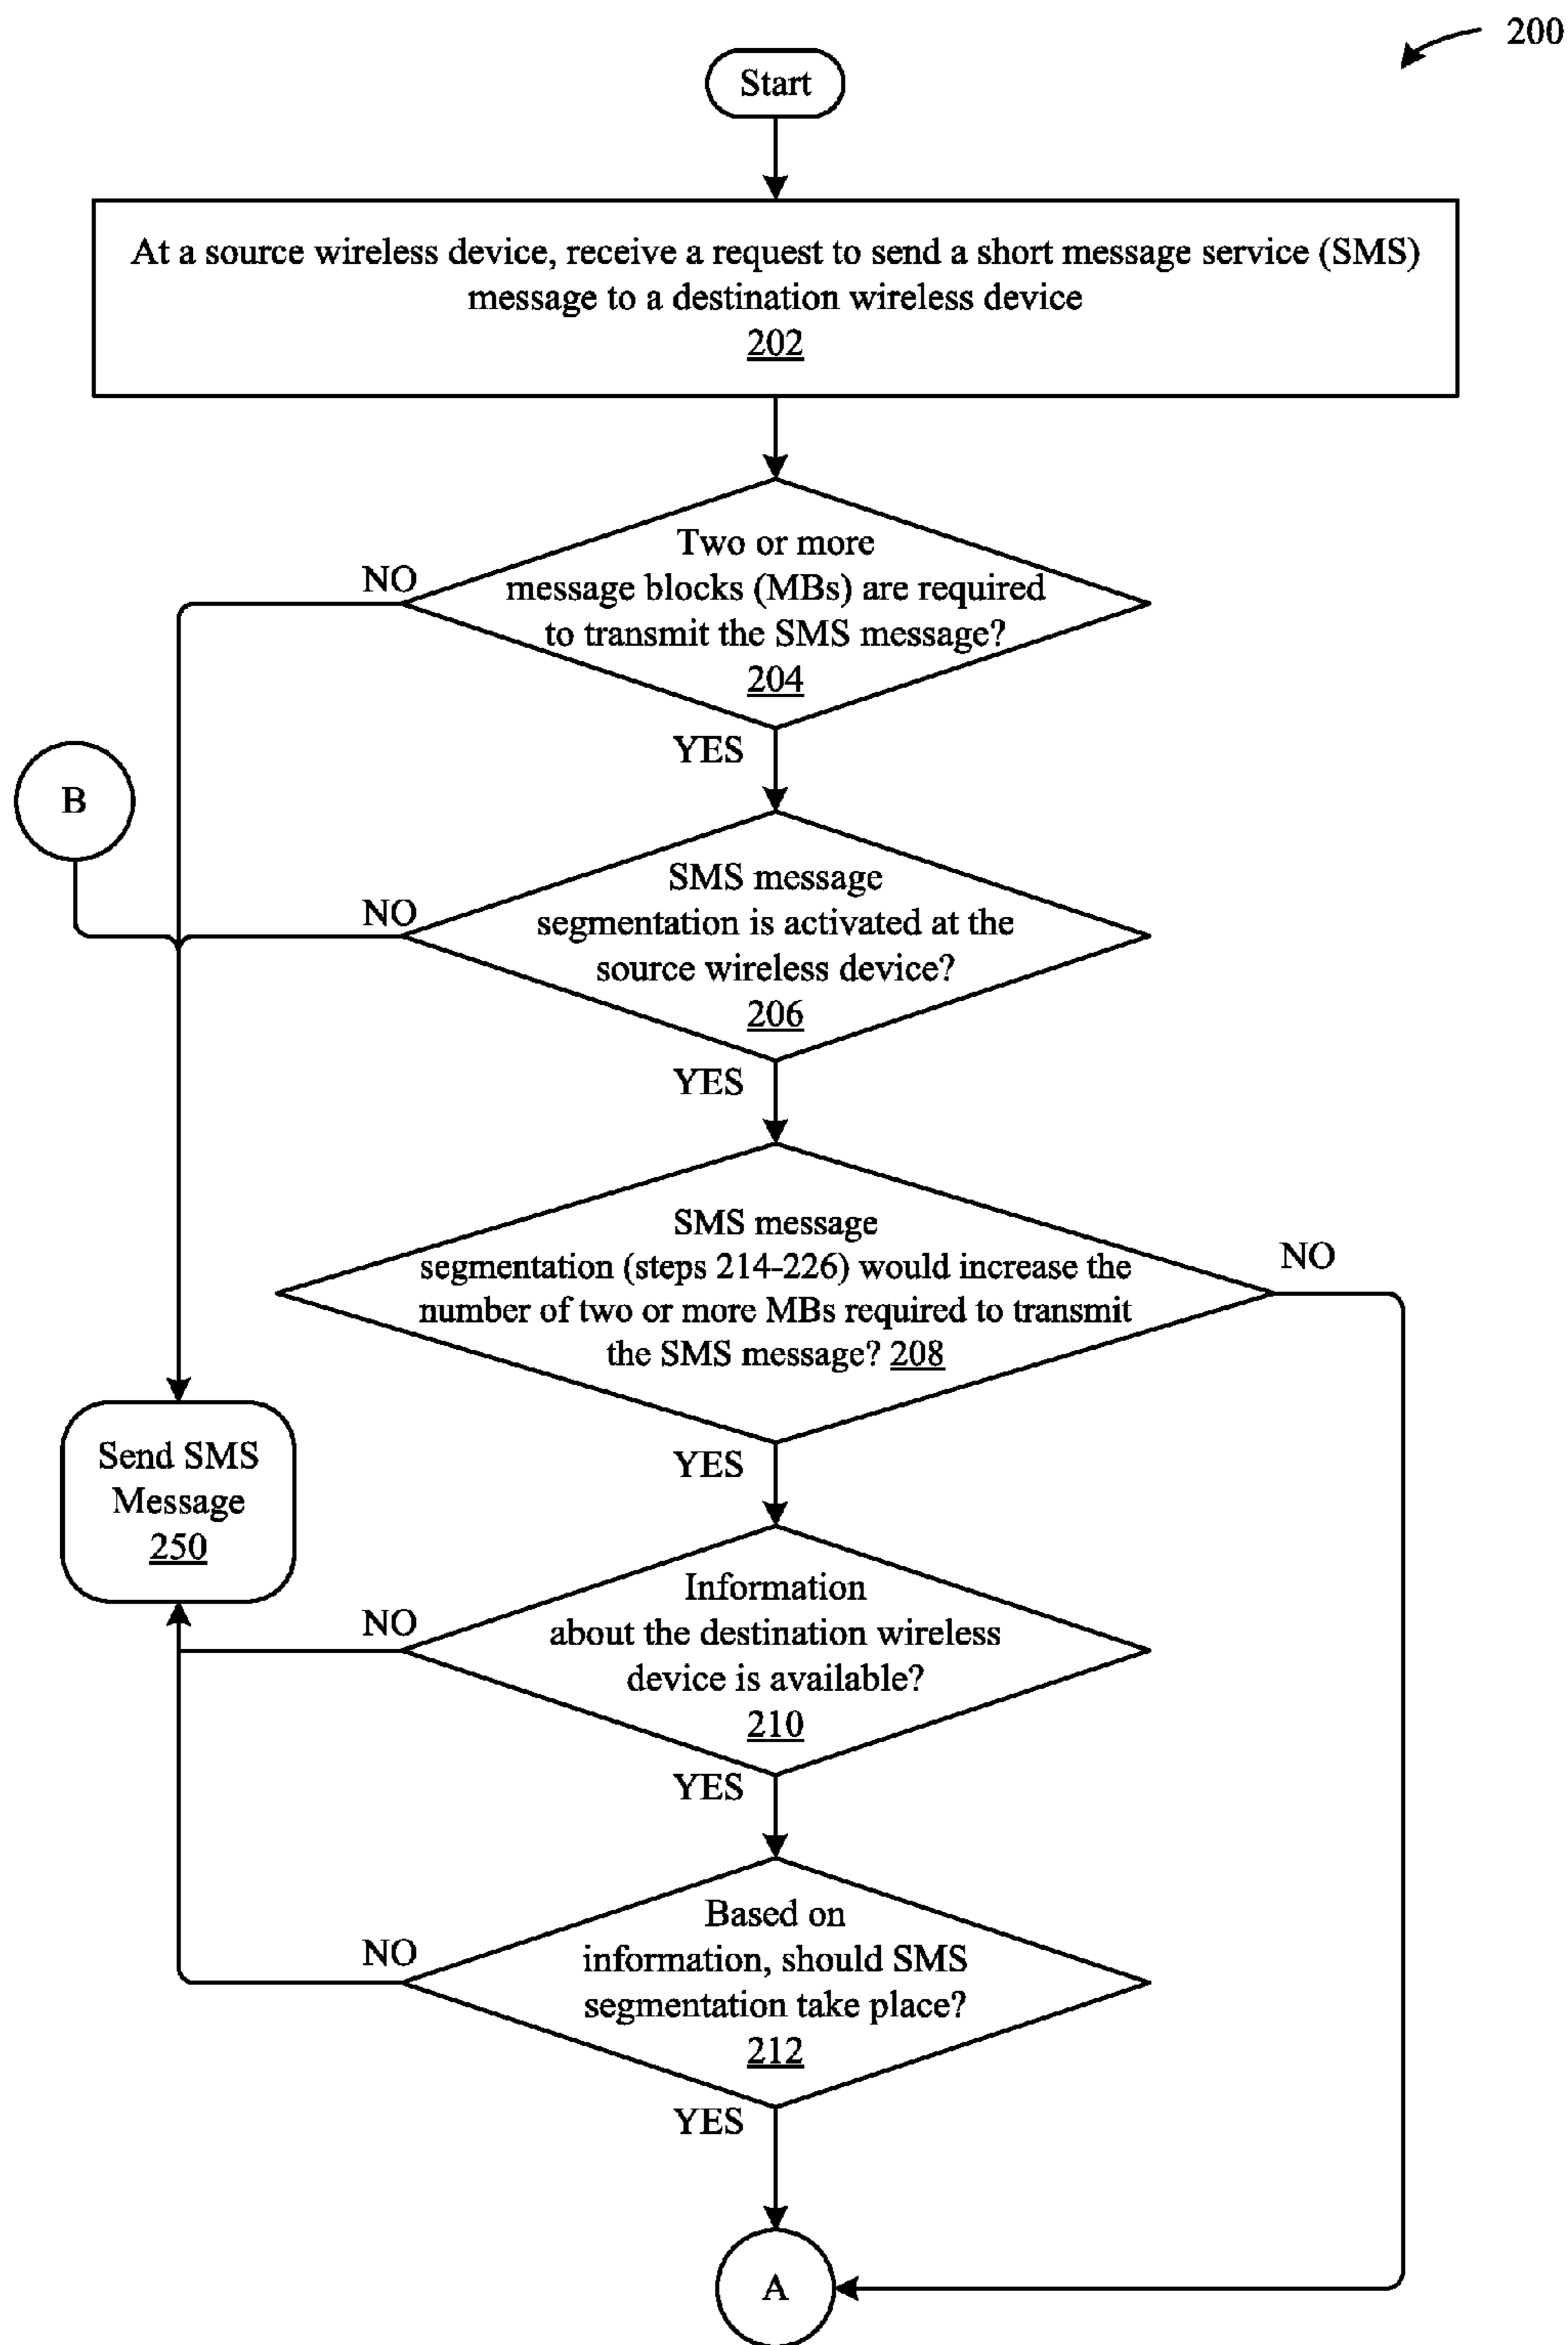 200
Start
At a source wireless device, receive a request to send a short message service (SMS)
message to a destination wireless device
202
Two or more
message blocks (MBs) are required
to transmit the SMS message?
204
NO
YES
B
SMS message
segmentation is activated at the
source wireless device?
206
NO
YES
SMS message
segmentation (steps 214-226) would increase the
number of two or more MBs required to transmit
the SMS message? 208
NO
YES
Send SMS
Message
250
Information
about the destination wireless
device is available?
210
NO
YES
Based on
information, should SMS
segmentation take place?
212
NO
YES
A